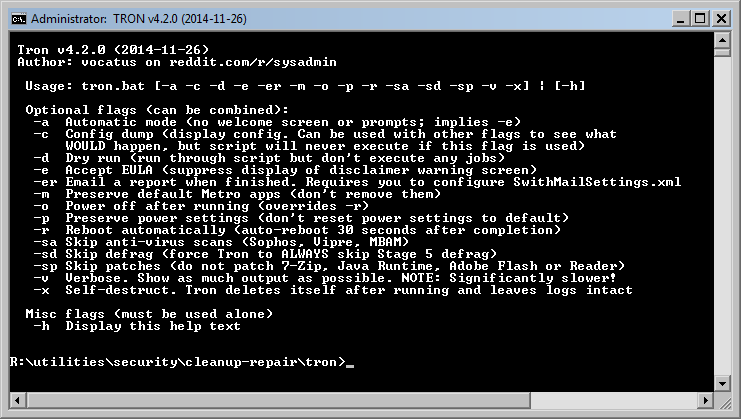 Administrator:  TRON v4.2.0 (2014-11-26)
Tron v4.2.0 (2014-11-26)
Author: vocatus on reddit.com/r/sysadmin
Usage: tron.bat [-a -c -d -e -er -m -o -p -r -sa -sd -sp -v -x] ¦ [-h]
Optional flags (can be combined):
-a  Automatic mode (no welcome screen or prompts; implies -e)
-c  Config dump (display config. Can be used with other flags to see what
WOULD happen, but script will never execute if this flag is used)
-d  Dry run (run through script but don't execute any jobs)
-e  Accept EULA (suppress display of disclaimer warning screen)
-er Email a report when finished. Requires you to configure SwithMailSettings.xml
-m  Preserve default Metro apps (don't remove them)
-o  Power off after running (overrides -r)
-p  Preserve power settings (don't reset power settings to default)
-r  Reboot automatically (auto-reboot 30 seconds after completion)
-sa Skip anti-virus scans (Sophos, Vipre, MBAM)
-sd Skip defrag (force Tron to ALWAYS skip Stage 5 defrag)
-sp Skip patches (do not patch 7-Zip, Java Runtime, Adobe Flash or Reader)
-v  Verbose. Show as much output as possible. NOTE: Significantly slower!
-x  Self-destruct. Tron deletes itself after running and leaves logs intact
Misc flags (must be used alone)
-h  Display this help text
R:\utilities\security\cleanup-repair\tron>_